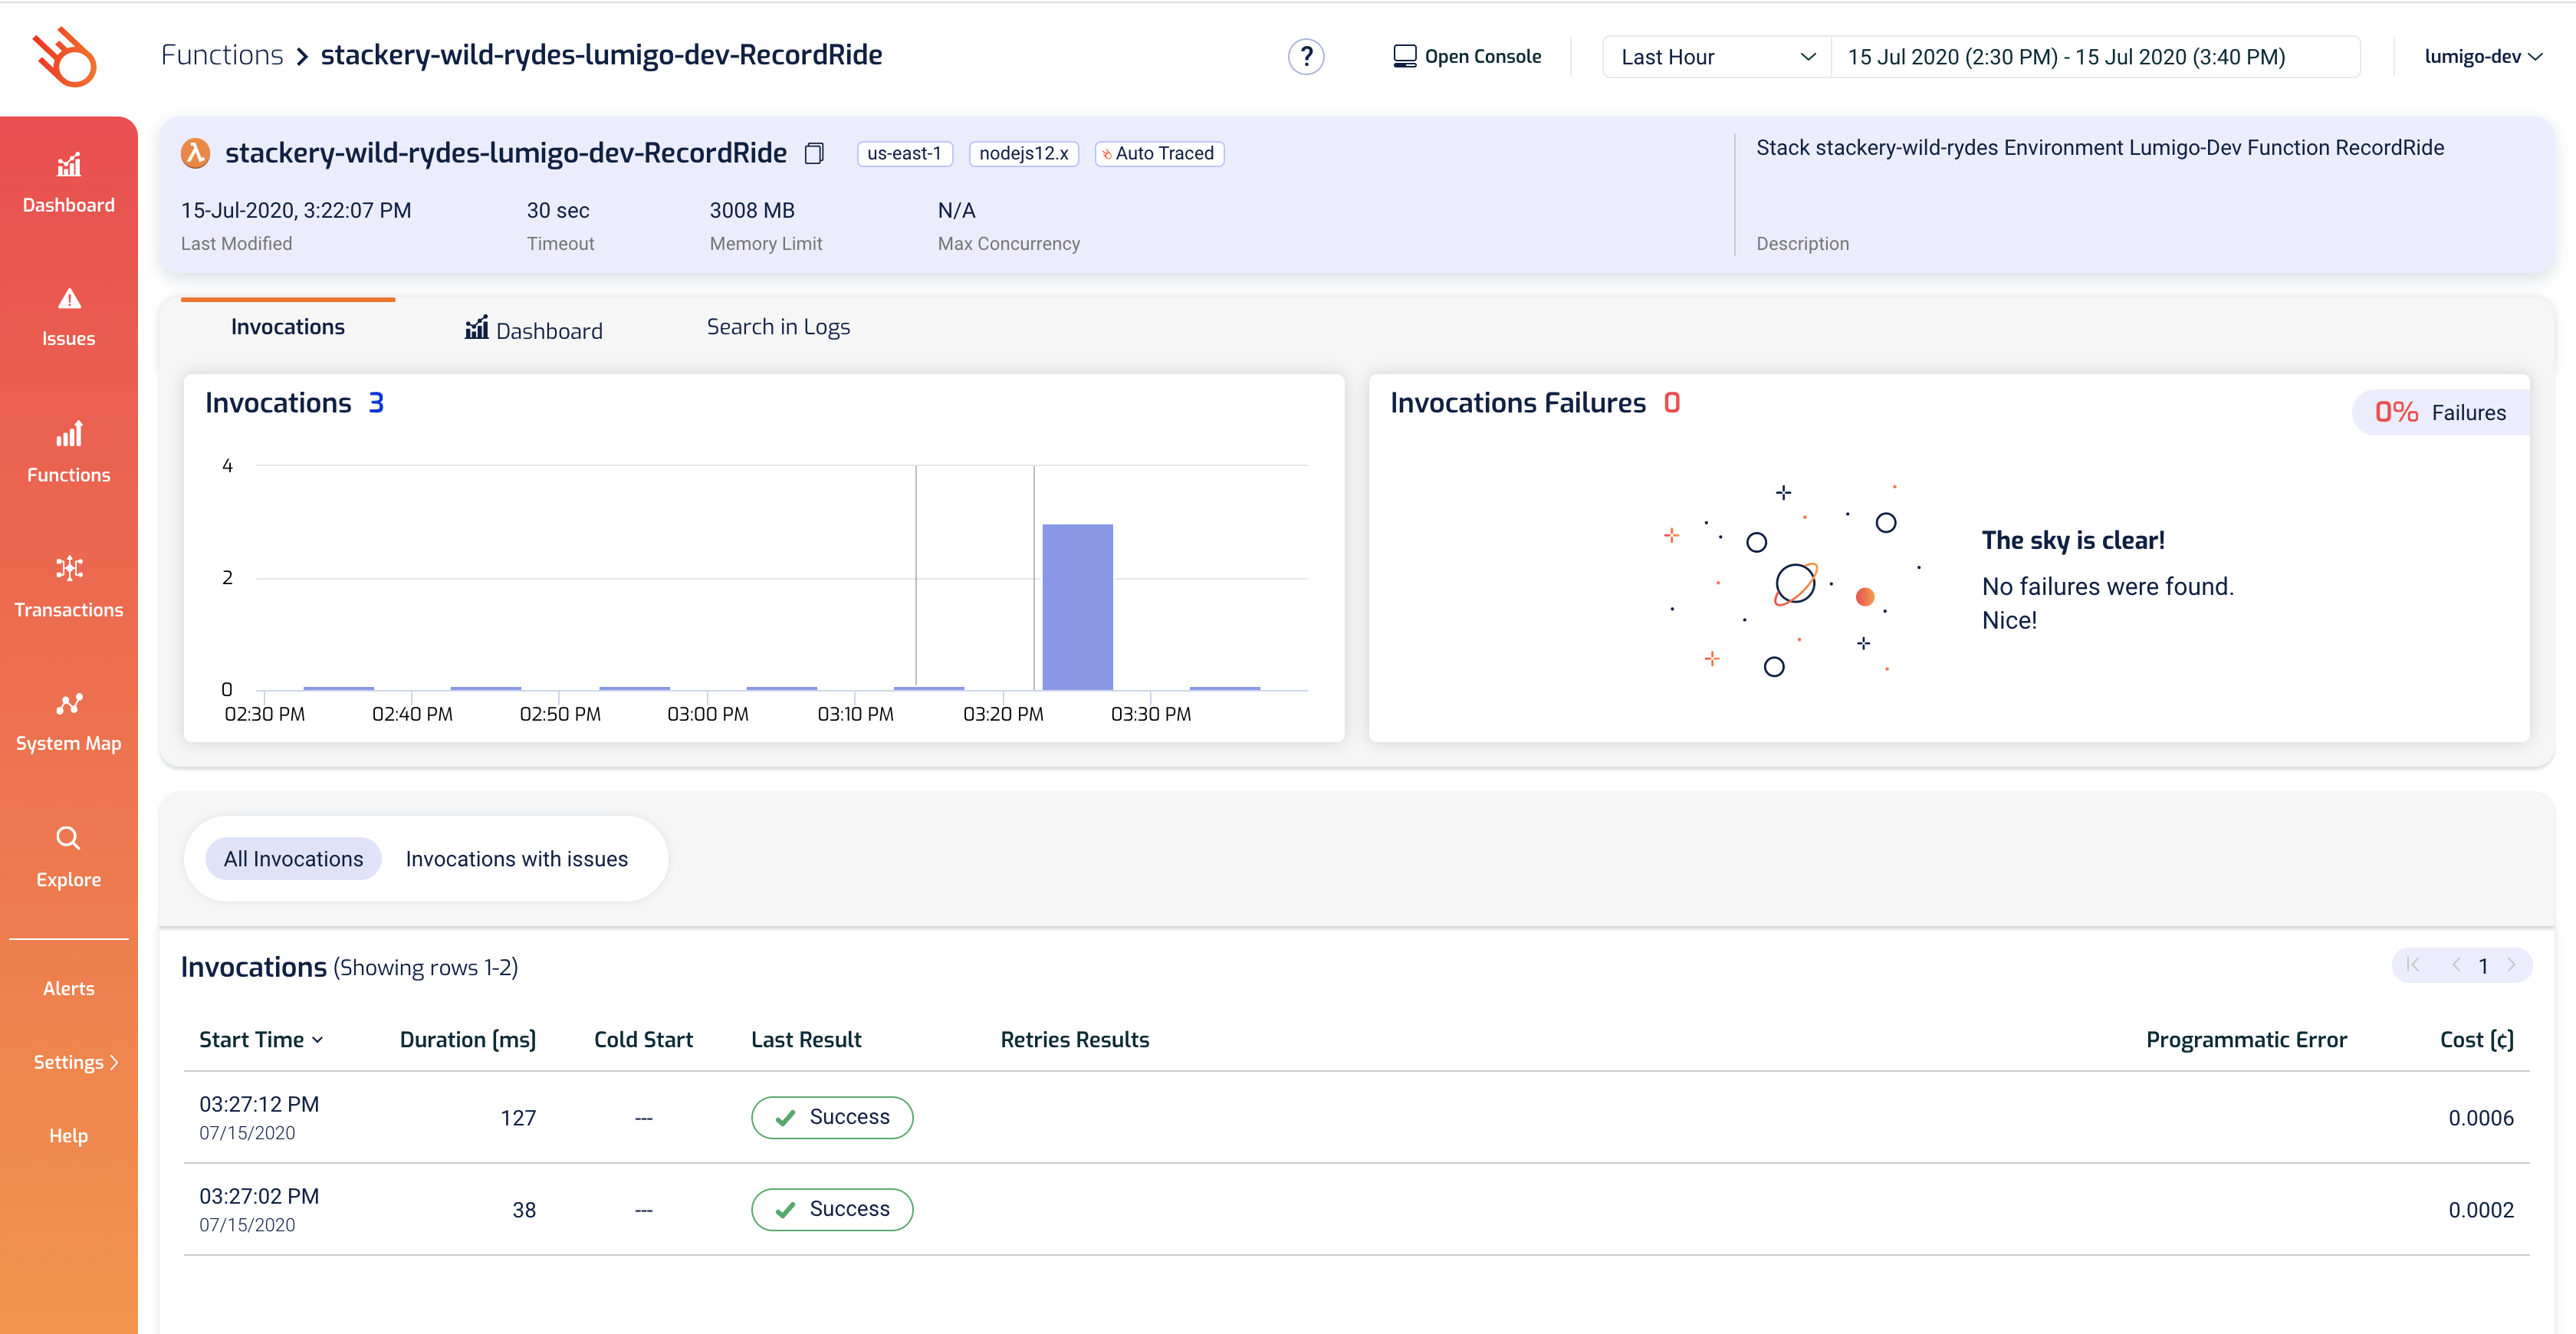 Functions > stackery-wild-rydes-lumigo-dev-RecordRide
?
Open Console
Last Hour
15 Jul 2020 (2:30 PM) - 15 Jul 2020 (3:40 PM)
lumigo-dev
Dashboard
Issues
Functions
Transactions
System Map
Explore
Alerts
Settings
Help
λ stackery-wild-rydes-lumigo-dev-RecordRide
us-east-1
nodejs12.x
Auto Traced
15-Jul-2020, 3:22:07 PM
Last Modified
30 sec
Timeout
3008 MB
Memory Limit
N/A
Max Concurrency
Stack stackery-wild-rydes Environment Lumigo-Dev Function RecordRide
Description
Invocations
Dashboard
Search in Logs
Invocations 3
4
2
0
02:30 PM 02:40 PM 02:50 PM 03:00 PM 03:10 PM 03:20 PM 03:30 PM
Invocations Failures 0
0% Failures
The sky is clear!
No failures were found.
Nice!
All Invocations
Invocations with issues
Invocations (Showing rows 1-2)
1
Start Time Duration [ms] Cold Start Last Result Retries Results Programmatic Error Cost [¢]
03:27:12 PM
07/15/2020
127 --- Success 0.0006
03:27:02 PM
07/15/2020
38 --- Success 0.0002